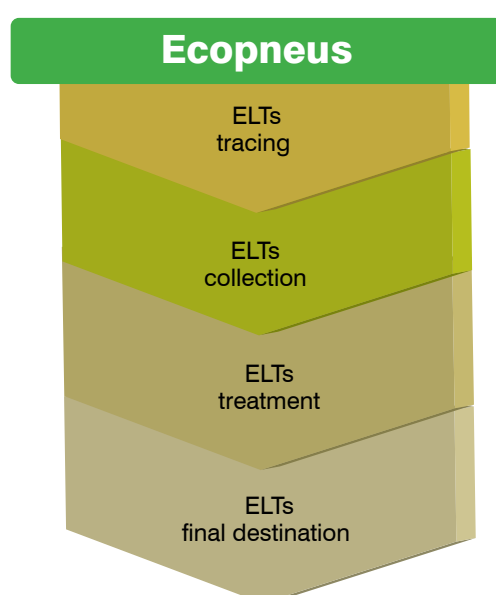 Ecopneus
ELTs
tracing
ELTs
collection
ELTs
treatment
ELTs
final destination